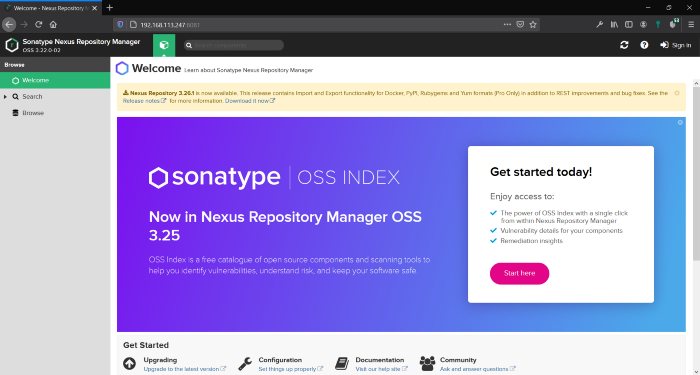 Welcome - Nexus Repository M
192.168.113.247:8081
Sonatype Nexus Repository Manager
OSS 3.22.0-02
Search components
Sign in
Browse
Welcome
Learn about Sonatype Nexus Repository Manager
Welcome
Search
Browse
Nexus Repository 3.26.1 is now available. This release contains Import and Export functionality for Docker, PyPI, Rubygems and Yum formats (Pro Only) in addition to REST improvements and bug fixes. See the
Release notes for more information. Download it now
sonatype | OSS INDEX
Now in Nexus Repository Manager OSS
3.25
OSS Index is a free catalogue of open source components and scanning tools to
help you identify vulnerabilities, understand risk, and keep your software safe.
Get started today!
Enjoy access to:
The power of OSS Index with a single click
from within Nexus Repository Manager
Vulnerability details for your components
Remediation insights
Start here
Get Started
Upgrading
Upgrade to the latest version
Configuration
Set things up properly
Documentation
Visit our help site
Community
Ask and answer questions